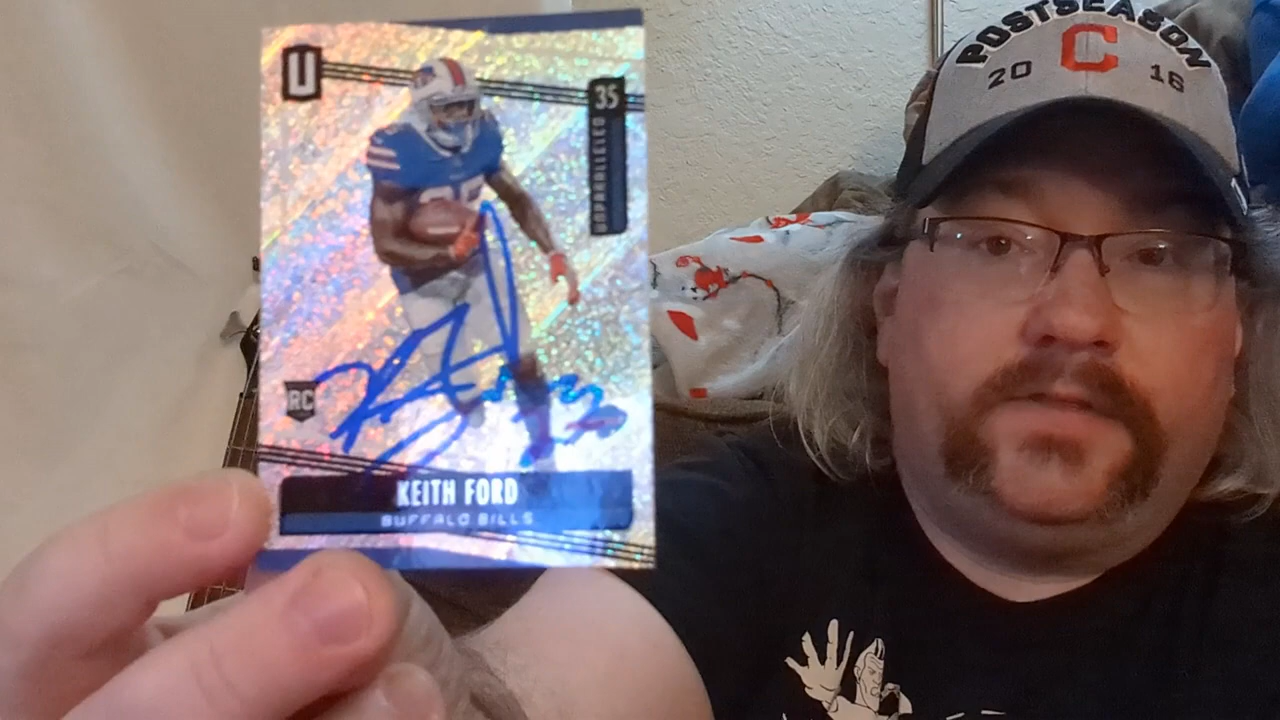 U
35
UNPARALLELED
RC
KEITH FORD
BUFFALO BILLS
POSTSEASON
20 C 16